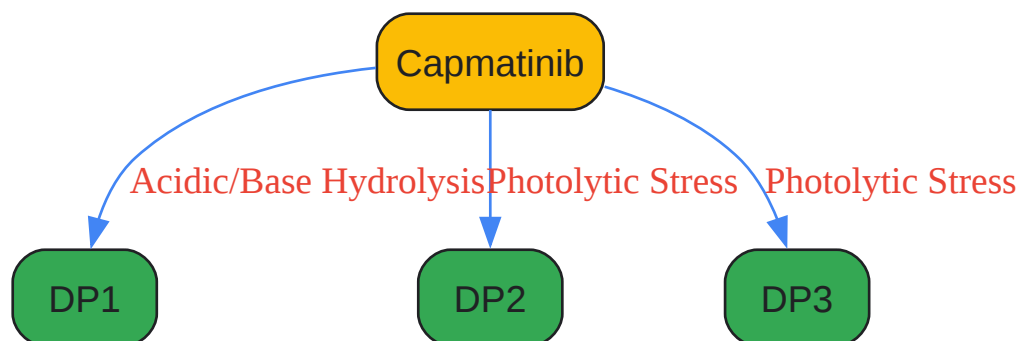 Capmatinib
Acidic/Base Hydrolysis
Photolytic Stress
Photolytic Stress
DP1
DP2
DP3